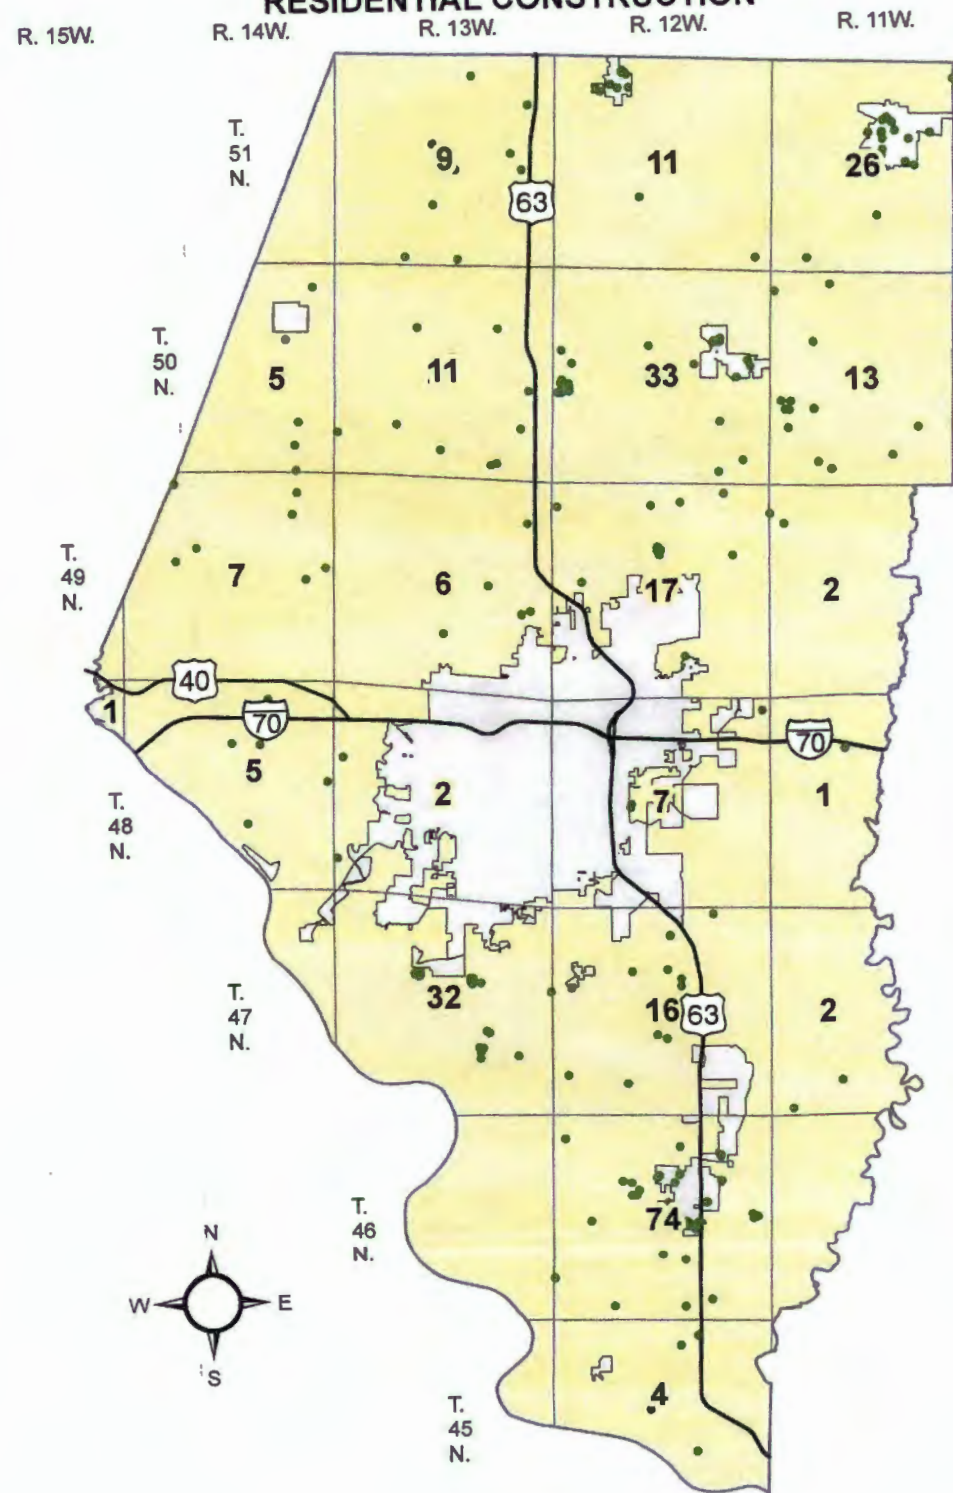 RESIDENTIAL CONSTRUCTION
R. 15W.
R. 14W.
R. 13W.
R. 12W.
R. 11W.
T.
51
N.
9
11
26
63
T.
50
N.
5
11
33
13
T.
49
N.
7
6
17
2
40
1
70
70
5
2
7
1
T.
48
N.
T.
47
N.
32
16
63
2
T.
46
N.
74
N
W
E
S
T.
45
N.
4